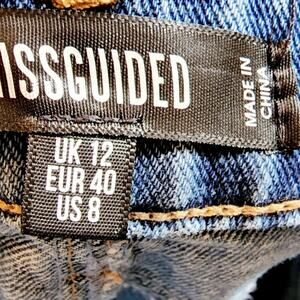 ISSGUIDED
MADE IN
CHINA
UK 12
EUR 40
US 8